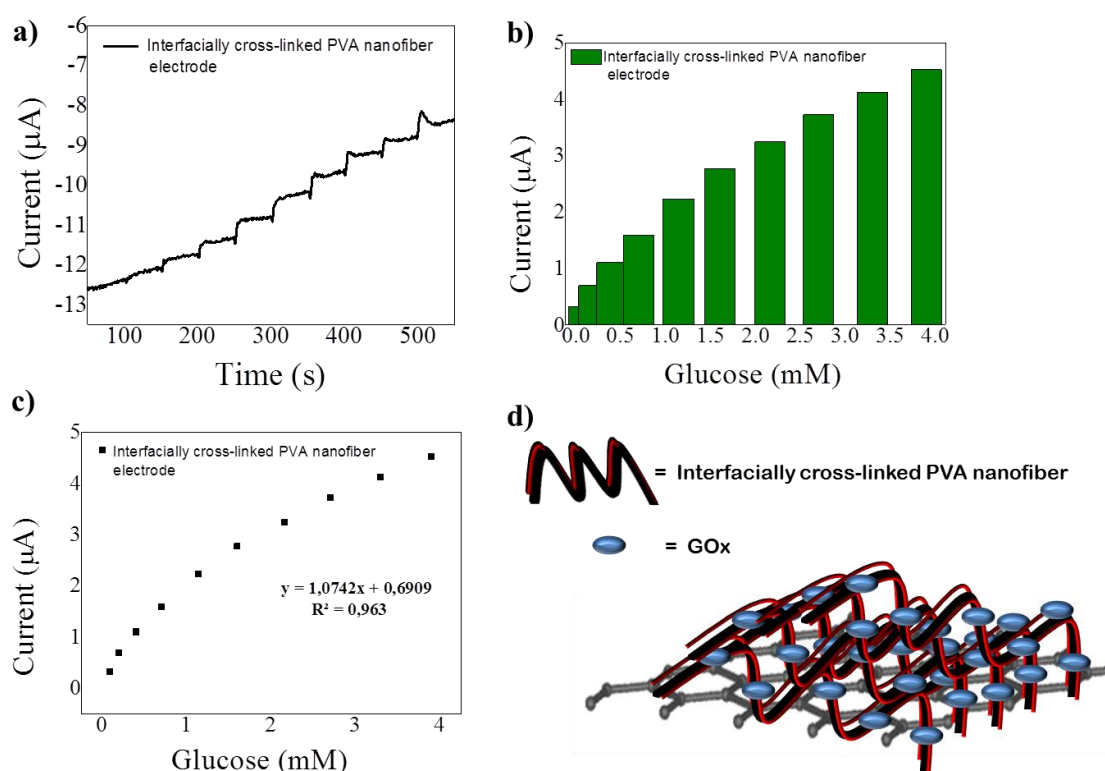 a)
Interfacially cross-linked PVA nanofiber
electrode
-6
-7
-8
-9
-10
-11
-12
-13
Current (µA)
100 200 300 400 500
Time (s)
b)
Interfacially cross-linked PVA nanofiber
electrode
5
4
3
2
1
0
Current (µA)
0.0 0.5 1.0 1.5 2.0 2.5 3.0 3.5 4.0
Glucose (mM)
c)
Interfacially cross-linked PVA nanofiber
electrode
5
4
3
2
1
0
Current (µA)
y = 1,0742x + 0,6909
R² = 0,963
0 1 2 3 4
Glucose (mM)
d)
= Interfacially cross-linked PVA nanofiber
= GOx